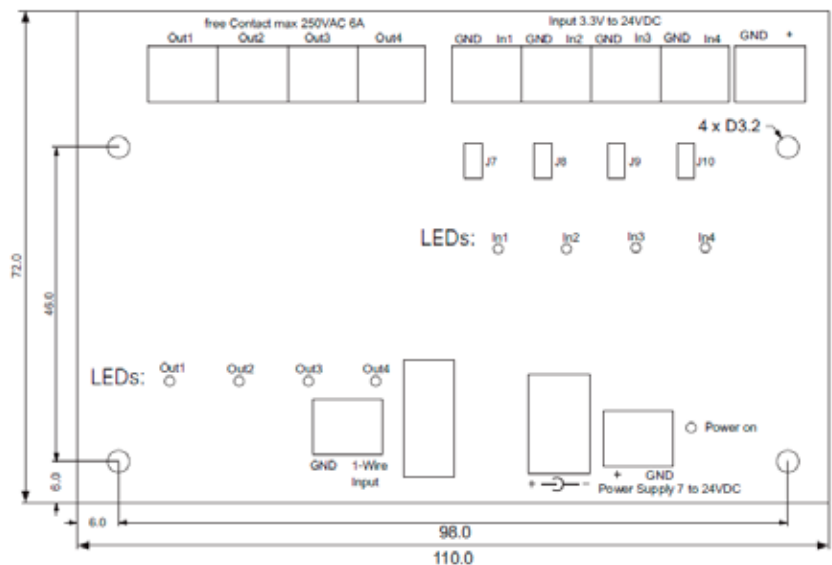 free Contact max 250VAC 6A
Out1 Out2 Out3 Out4
Input 3.3V to 24VDC
GND In1 GND In2 GND In3 GND In4 GND +
4 x D3.2
J7 J8 J9 J10
LEDs: In1 In2 In3 In4
72.0
46.0
LEDs: Out1 Out2 Out3 Out4
GND 1-Wire
Input
Power on
+ -
+ GND
Power Supply 7 to 24VDC
6.0
6.0
98.0
110.0